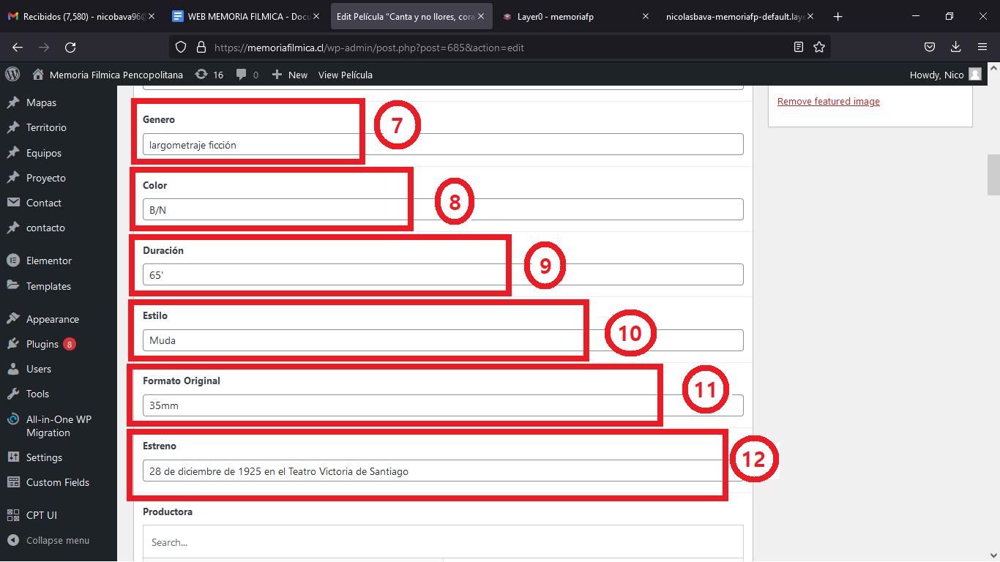 Recibidos (7,580) - nicobava96@
WEB MEMORIA FILMICA - Docu
Edit Película "Canta y no llores, cora
Layer0 - memoriafp
nicolasbava-memoriafp-default.laye
https://memoriafilmica.cl/wp-admin/post.php?post=685&action=edit
Memoria Filmica Pencopolitana
16
0
New
View Película
Howdy, Nico
Mapas
Territorio
Equipos
Proyecto
Contact
contacto
Elementor
Templates
Appearance
Plugins 8
Users
Tools
All-in-One WP
Migration
Settings
Custom Fields
CPT UI
Collapse menu
Genero
largometraje ficción
7
Color
B/N
8
Duración
65'
9
Estilo
Muda
10
Formato Original
35mm
11
Estreno
28 de diciembre de 1925 en el Teatro Victoria de Santiago
12
Productora
Search...
Remove featured image